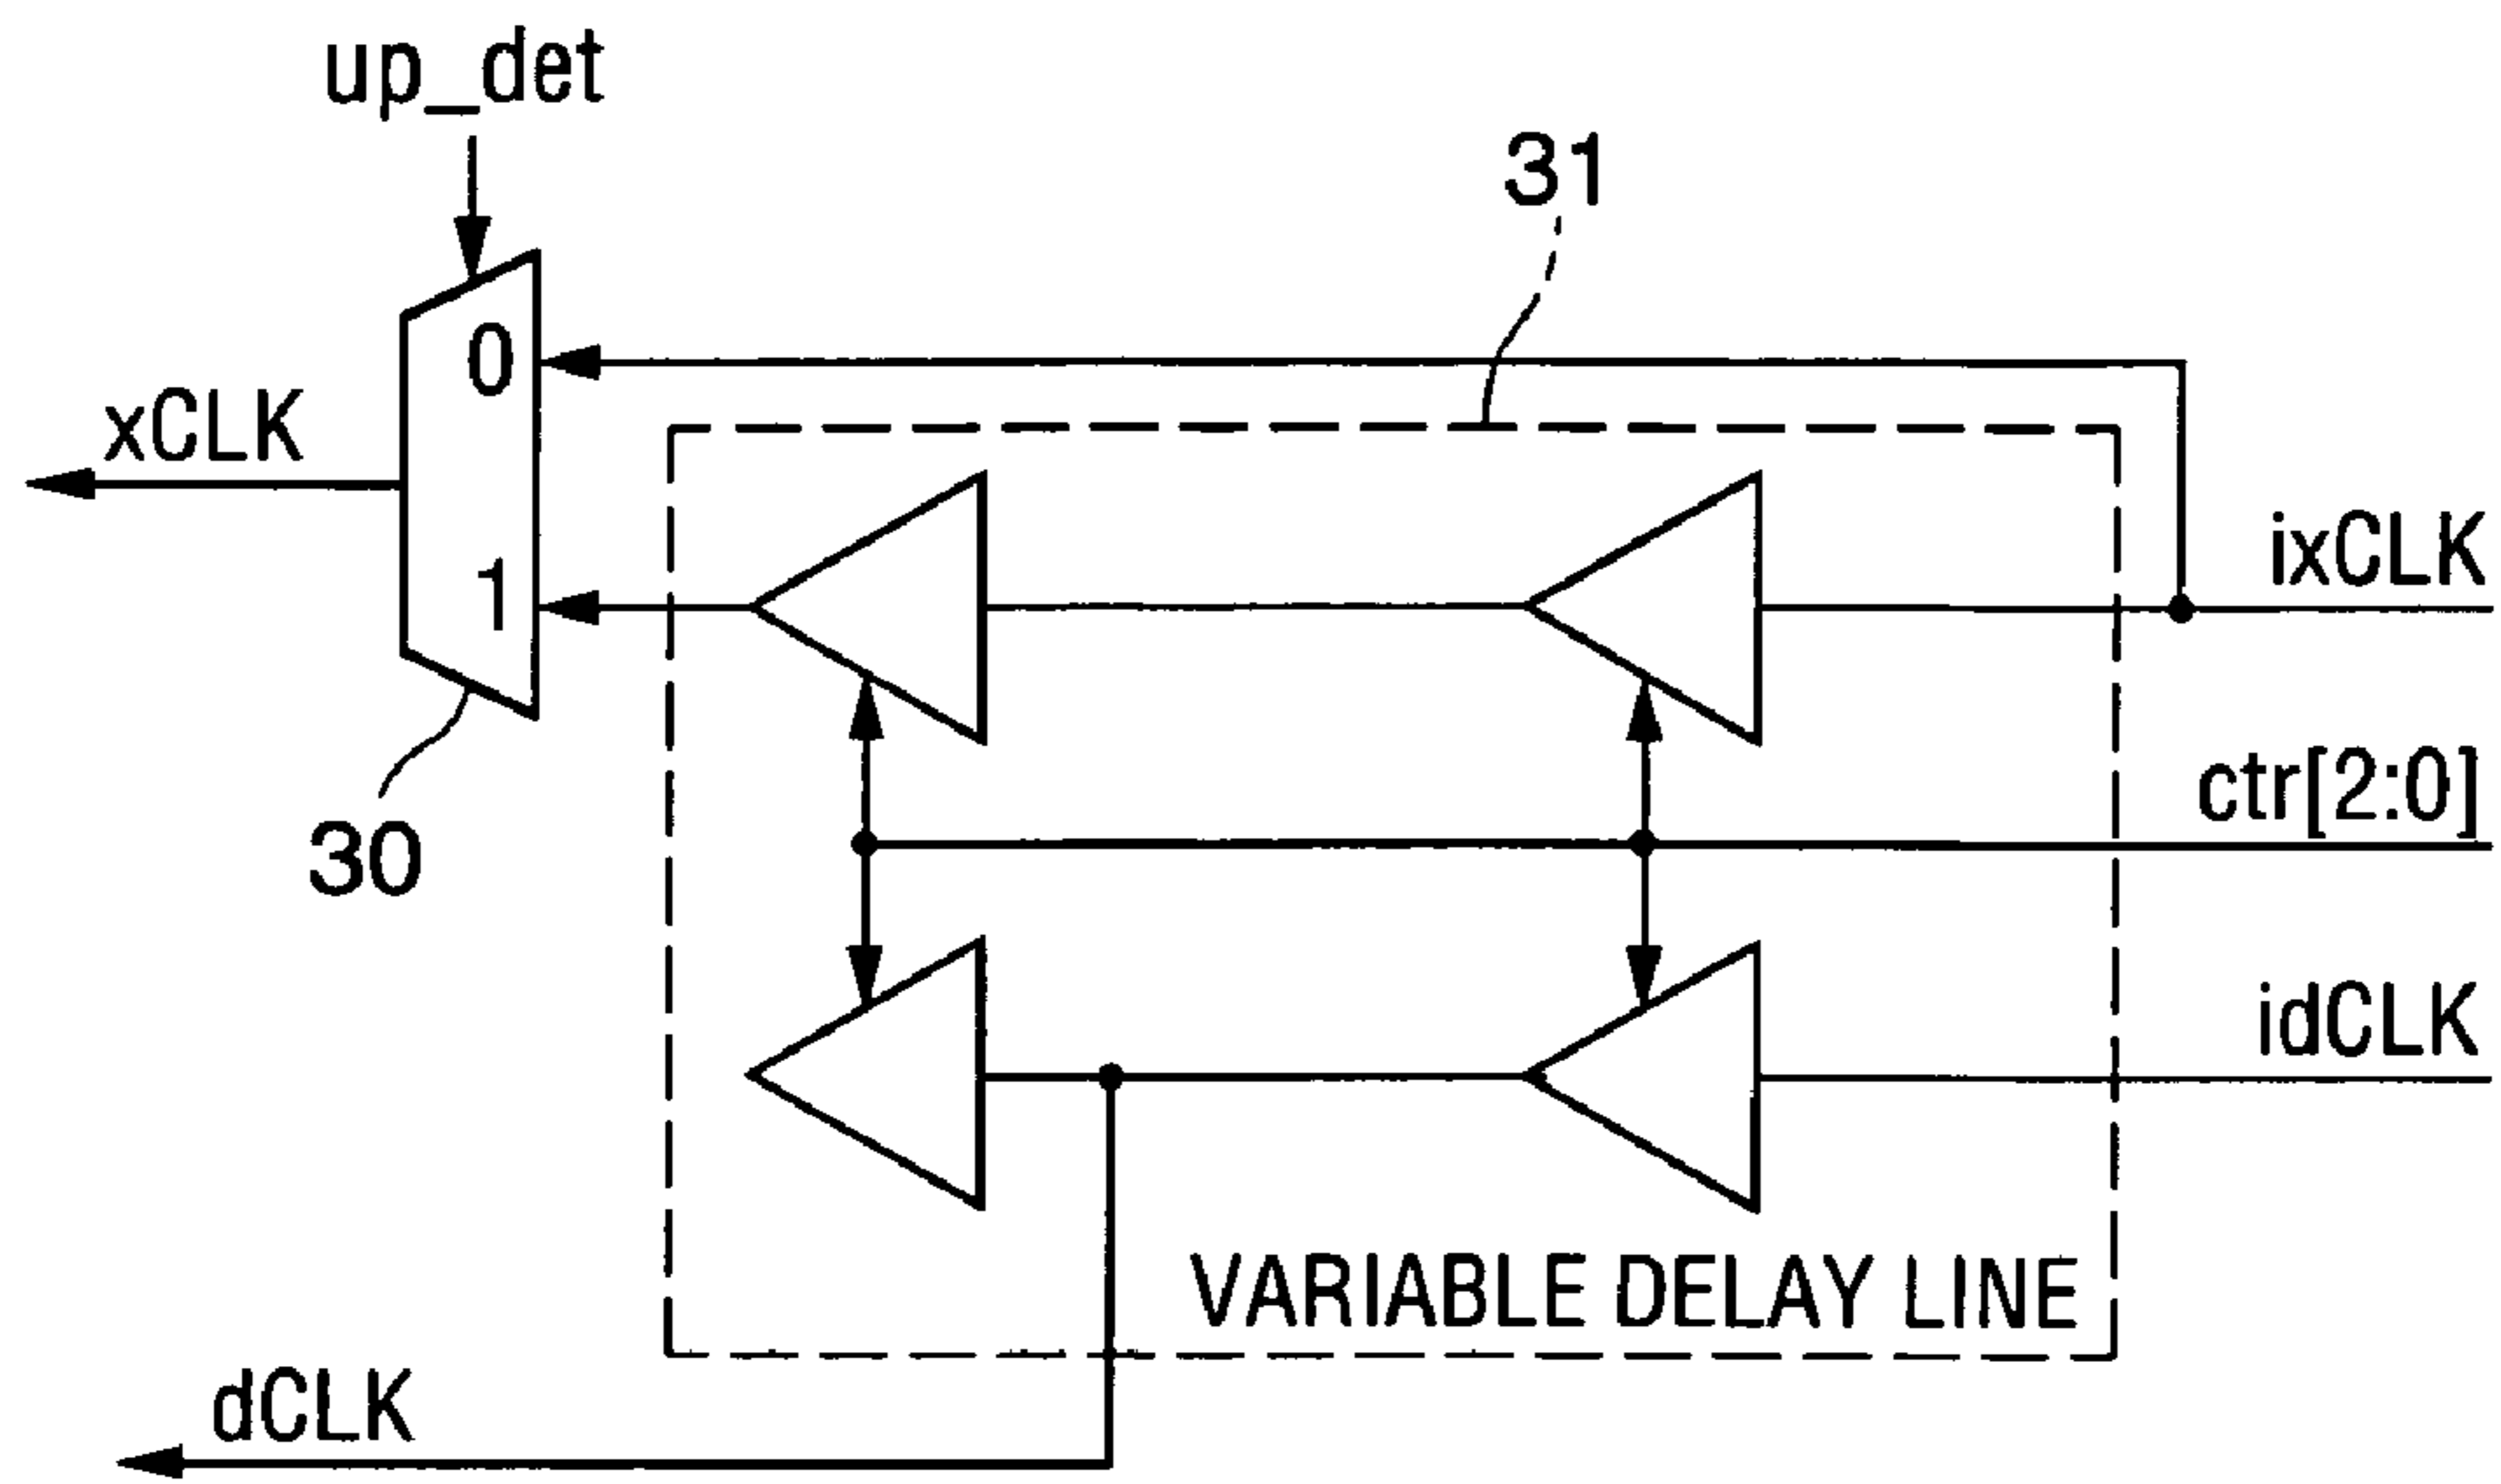 up_det
31
0
xCLK
ixCLK
1
ctr[2:0]
30
idCLK
VARIABLE DELAY LINE
dCLK